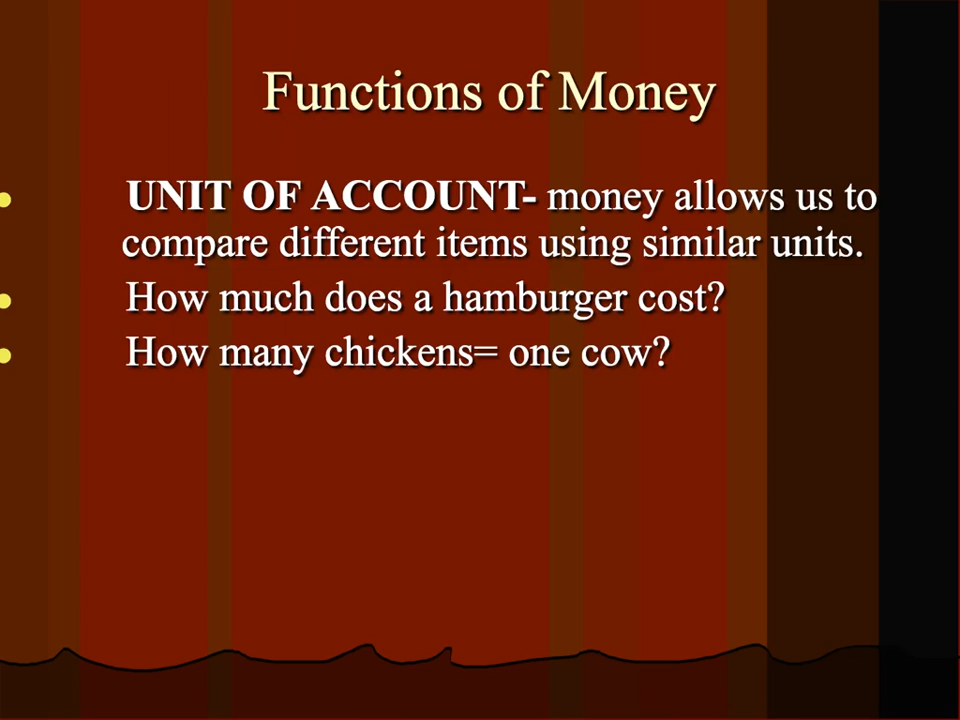 Functions of Money
• UNIT OF ACCOUNT- money allows us to
compare different items using similar units.
• How much does a hamburger cost?
• How many chickens= one cow?